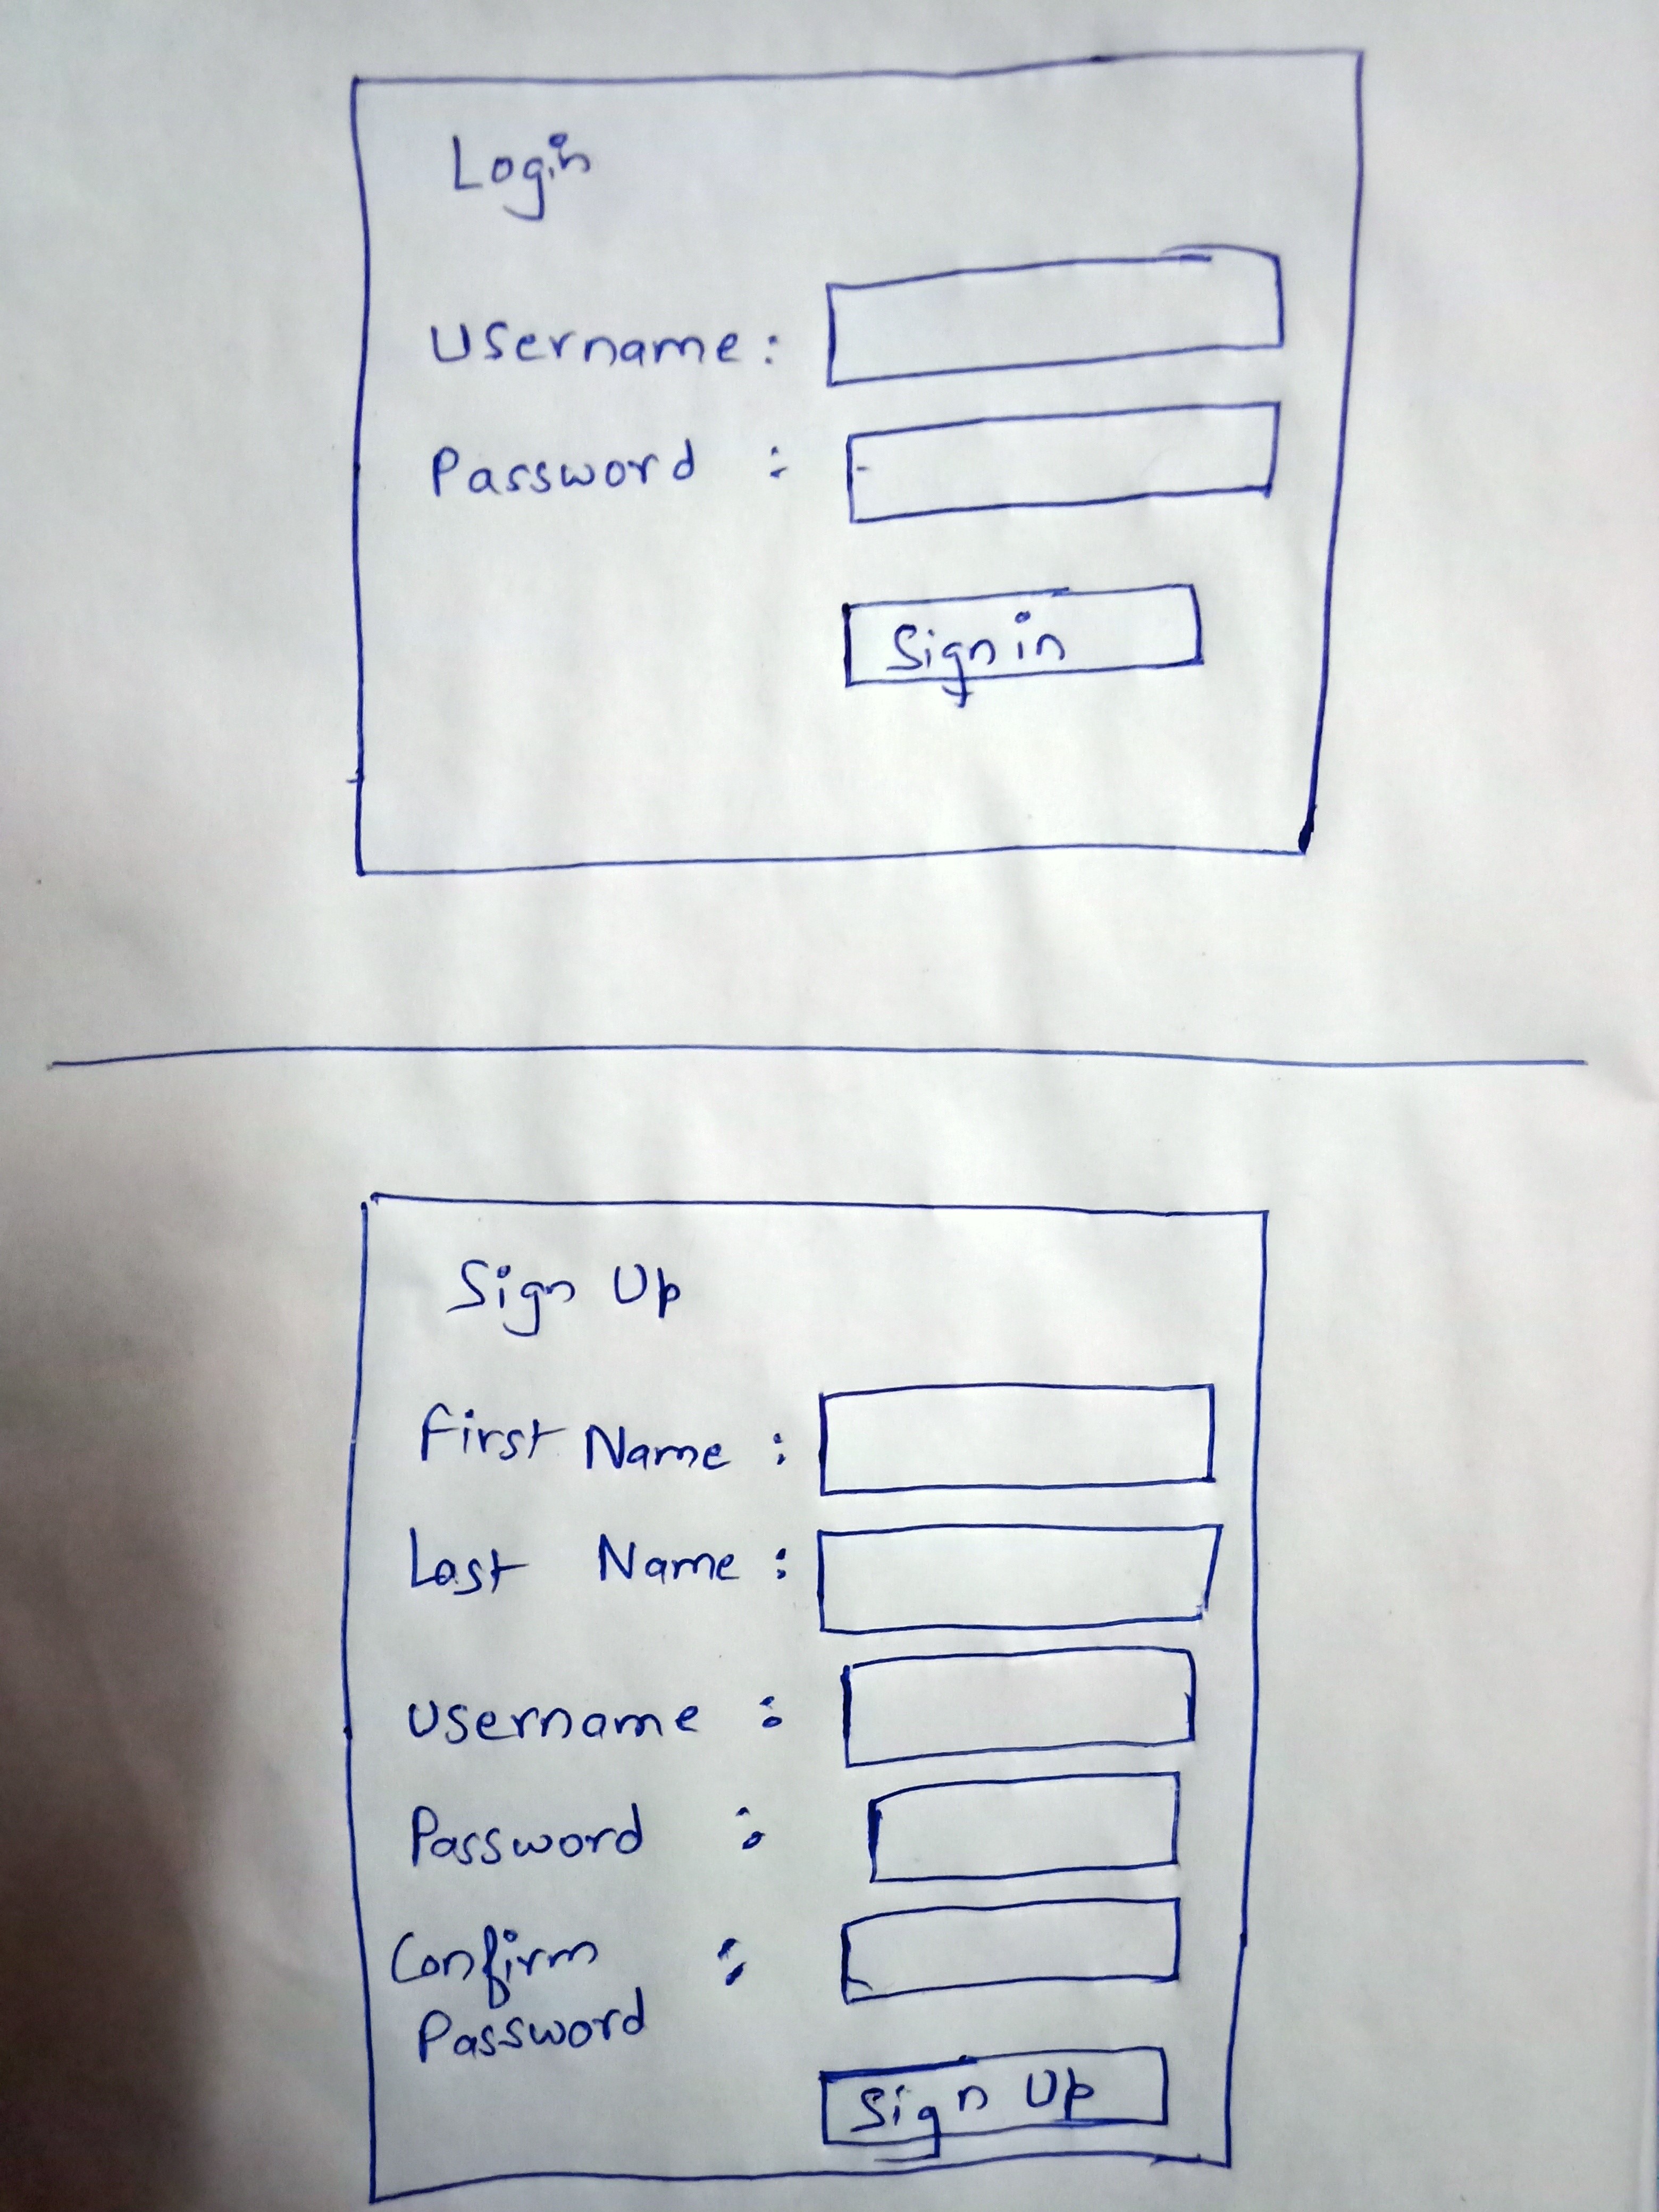 Login
Username :
Password :
Sign in
Sign Up
First Name :
Last Name :
Username :
Password :
Confirm :
Password
Sign Up